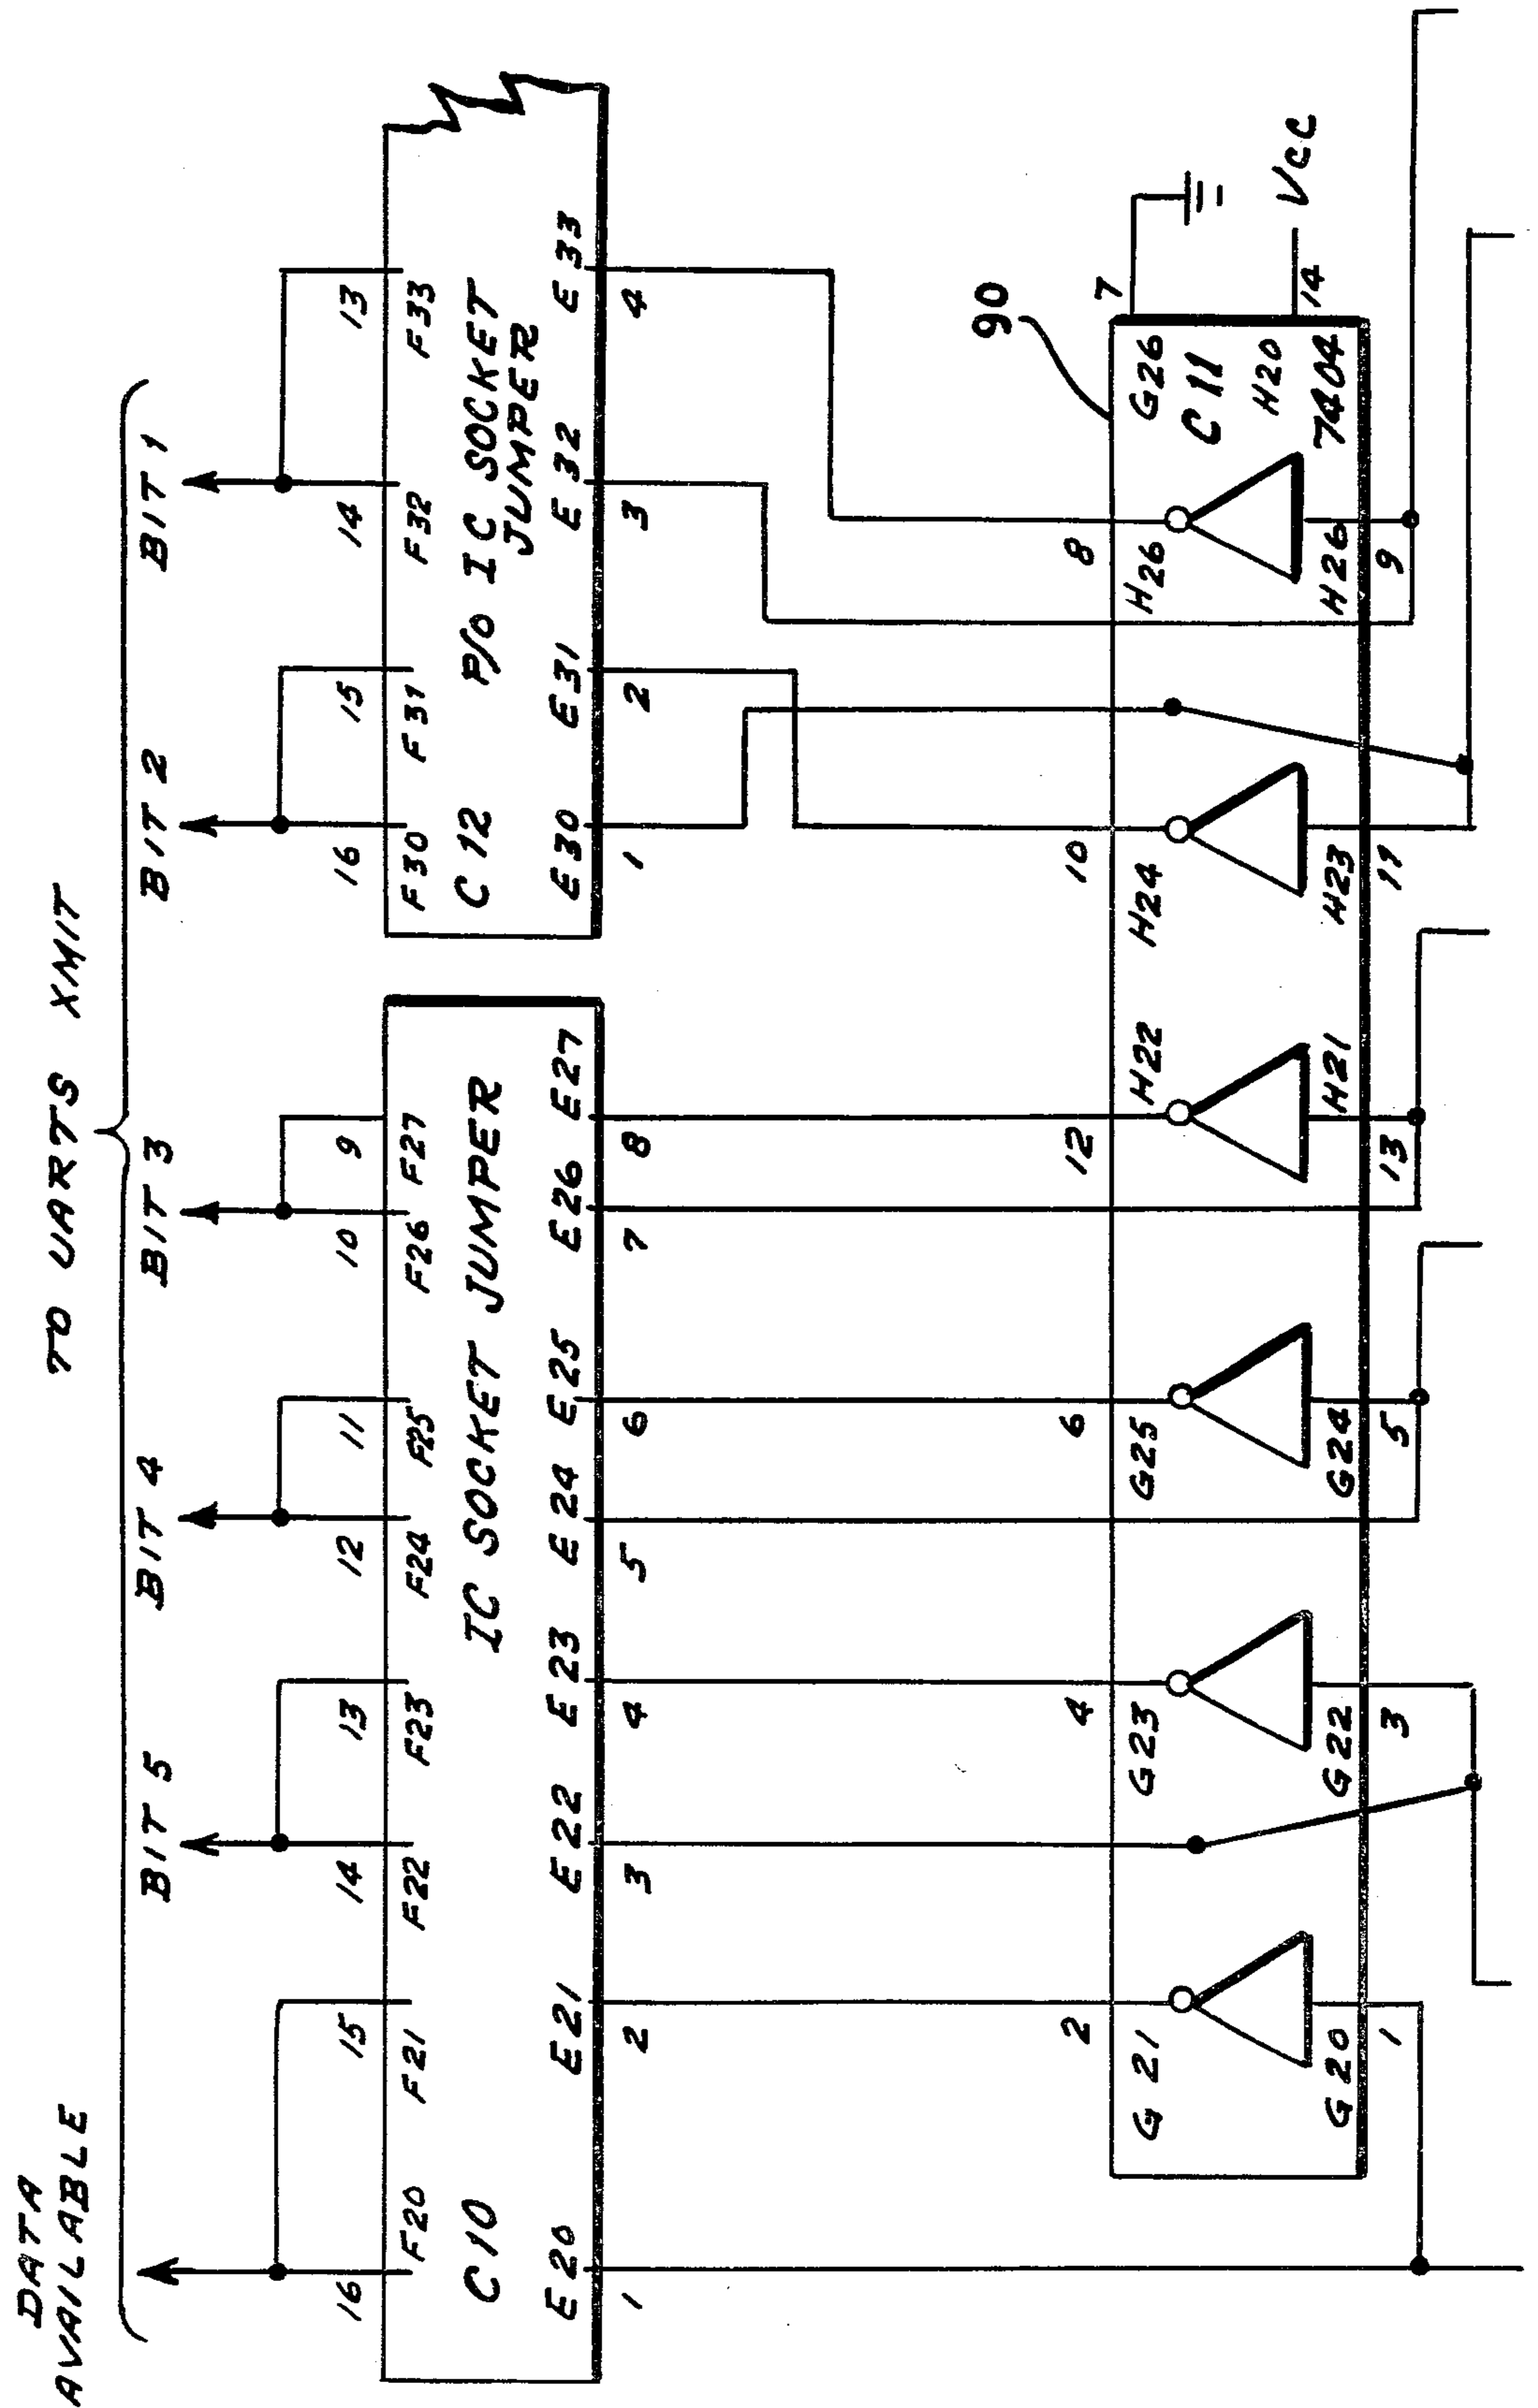 TO UARTS XMIT
DATA
AVAILABLE
BIT 5
BIT 4
BIT 3
BIT 2
BIT 1
16
15
14
13
12
11
10
9
16
15
14
13
F20
F21
F22
F23
F24
F25
F26
F27
F30
F31
F32
F33
C10
IC SOCKET JUMPER
C12
P/O IC SOCKET
JUMPER
E20
E21
E22
E23
E24
E25
E26
E27
E30
E31
E32
E33
1
2
3
4
5
6
7
8
1
2
3
4
90
2
4
6
12
10
8
7
G21
G23
G25
H22
H24
H26
G26
C11
H20
7404
14
Vcc
G20
G22
G24
H21
H23
H26
1
3
5
13
11
9